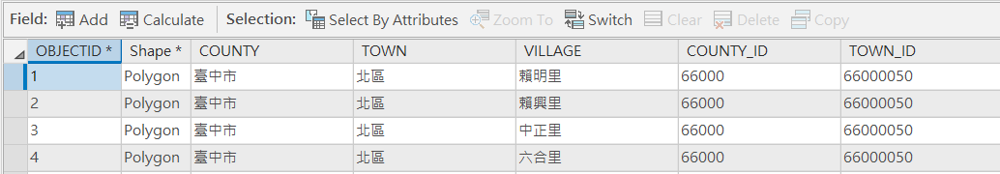 Field: Add Calculate Selection: Select By Attributes Zoom To Switch Clear Delete Copy
OBJECTID * Shape * COUNTY TOWN VILLAGE COUNTY_ID TOWN_ID
1 Polygon 臺中市 北區 賴明里 66000 66000050
2 Polygon 臺中市 北區 賴興里 66000 66000050
3 Polygon 臺中市 北區 中正里 66000 66000050
4 Polygon 臺中市 北區 六合里 66000 66000050